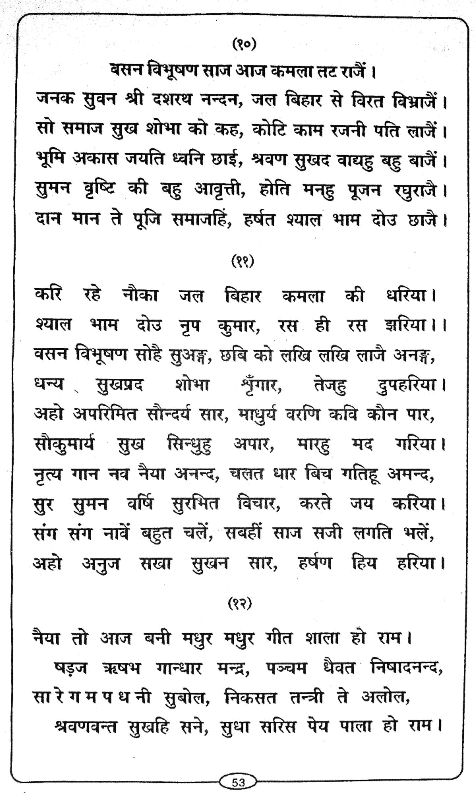 (१०)
वसन विभूषण साज आज कमला तट राजैं।
जनक सुवन श्री दशरथ नन्दन, जल बिहार से विरत विभ्राजैं।
सो समाज सुख शोभा को कह, कोटि काम रजनी पति लाजैं।
भूमि अकास जयति ध्वनि छाई, श्रवण सुखद वाद्यहु बहु बाजैं।
सुमन वृष्टि की बहु आवृत्ती, होति मनहु पूजन रघुराजै।
दान मान ते पूजि समाजहिं, हर्षत श्याल भाम दोउ छाजै।
(११)
करि रहे नौका जल बिहार कमला की धरिया।
श्याल भाम दोउ नृप कुमार, रस ही रस झरिया।।
वसन विभूषण सोहै सुअङ्ग, छबि को लखि लखि लाजै अनङ्ग,
धन्य सुखप्रद शोभा शृँगार, तेजहु दुपहरिया।
अहो अपरिमित सौन्दर्य सार, माधुर्य वरणि कवि कौन पार,
सौकुमार्य सुख सिन्धुहु अपार, मारहु मद गरिया।
नृत्य गान नव नैया अनन्द, चलत धार बिच गतिहू अमन्द,
सुर सुमन वर्षि सुरभित विचार, करते जय करिया।
संग संग नावें बहुत चलें, सबहीं साज सजी लगति भलें,
अहो अनुज सखा सुखन सार, हर्षण हिय हरिया।
(१२)
नैया तो आज बनी मधुर मधुर गीत शाला हो राम।
षड़ज ऋषभ गान्धार मन्द्र, पञ्चम धैवत निषादनन्द,
सा रे ग म प ध नी सुबोल, निकसत तन्त्री ते अलोल,
श्रवणवन्त सुखहि सने, सुधा सरिस पेय पाला हो राम।
53